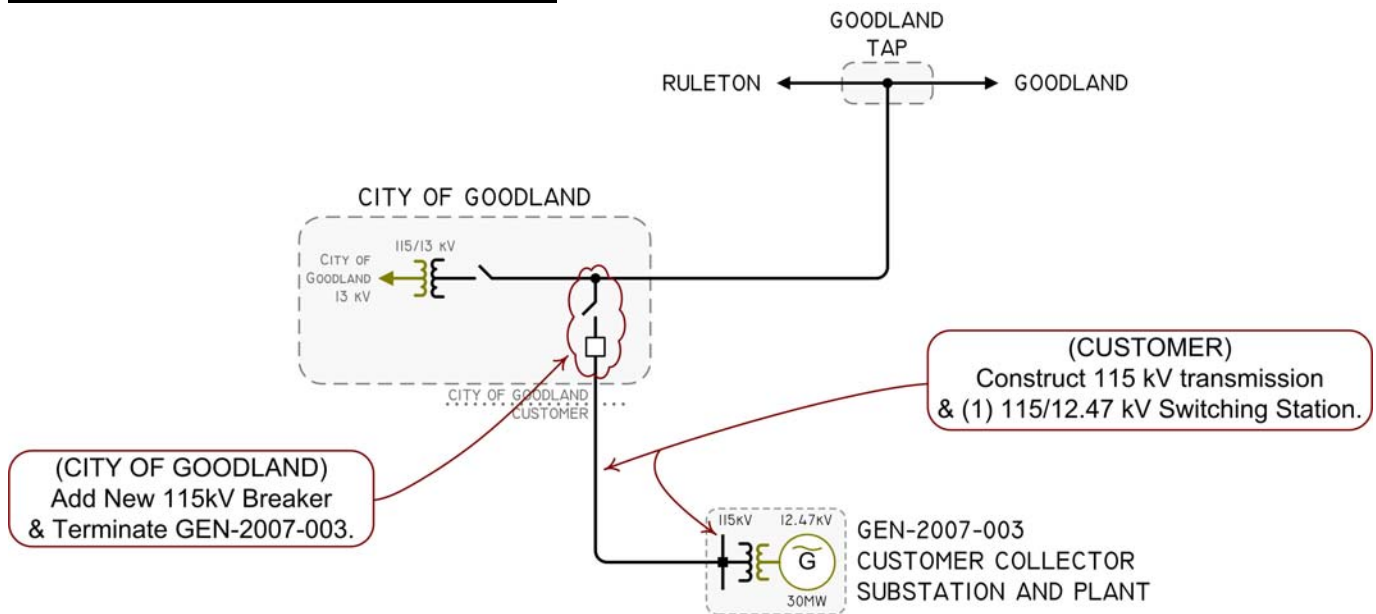 GOODLAND
TAP
RULETON
GOODLAND
CITY OF GOODLAND
115/13 KV
CITY OF
GOODLAND
13 KV
CITY OF GOODLAND
CUSTOMER
(CUSTOMER)
Construct 115 kV transmission
& (1) 115/12.47 kV Switching Station.
(CITY OF GOODLAND)
Add New 115kV Breaker
& Terminate GEN-2007-003.
115KV 12.47KV
G
30MW
GEN-2007-003
CUSTOMER COLLECTOR
SUBSTATION AND PLANT